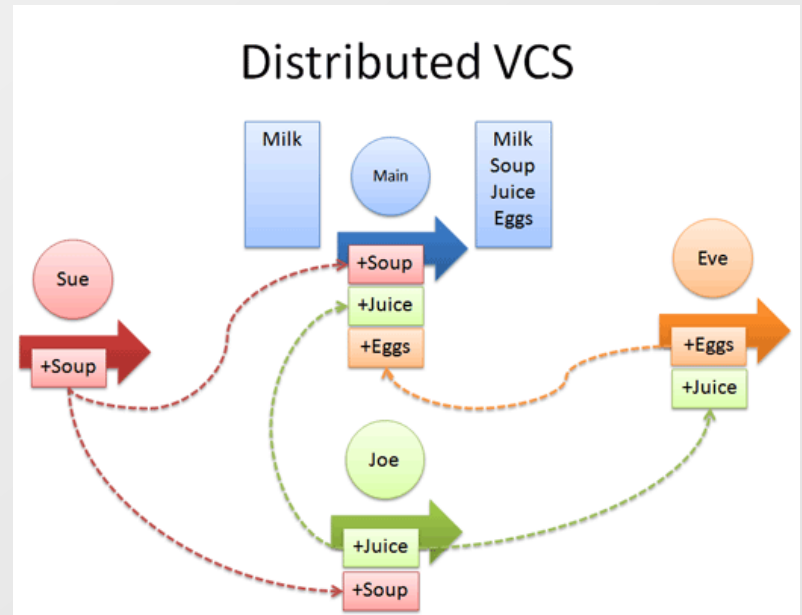 Distributed VCS
Milk
Main
Milk
Soup
Juice
Eggs
Sue
+Soup
+Soup
+Juice
+Eggs
Eve
+Eggs
+Juice
Joe
+Juice
+Soup